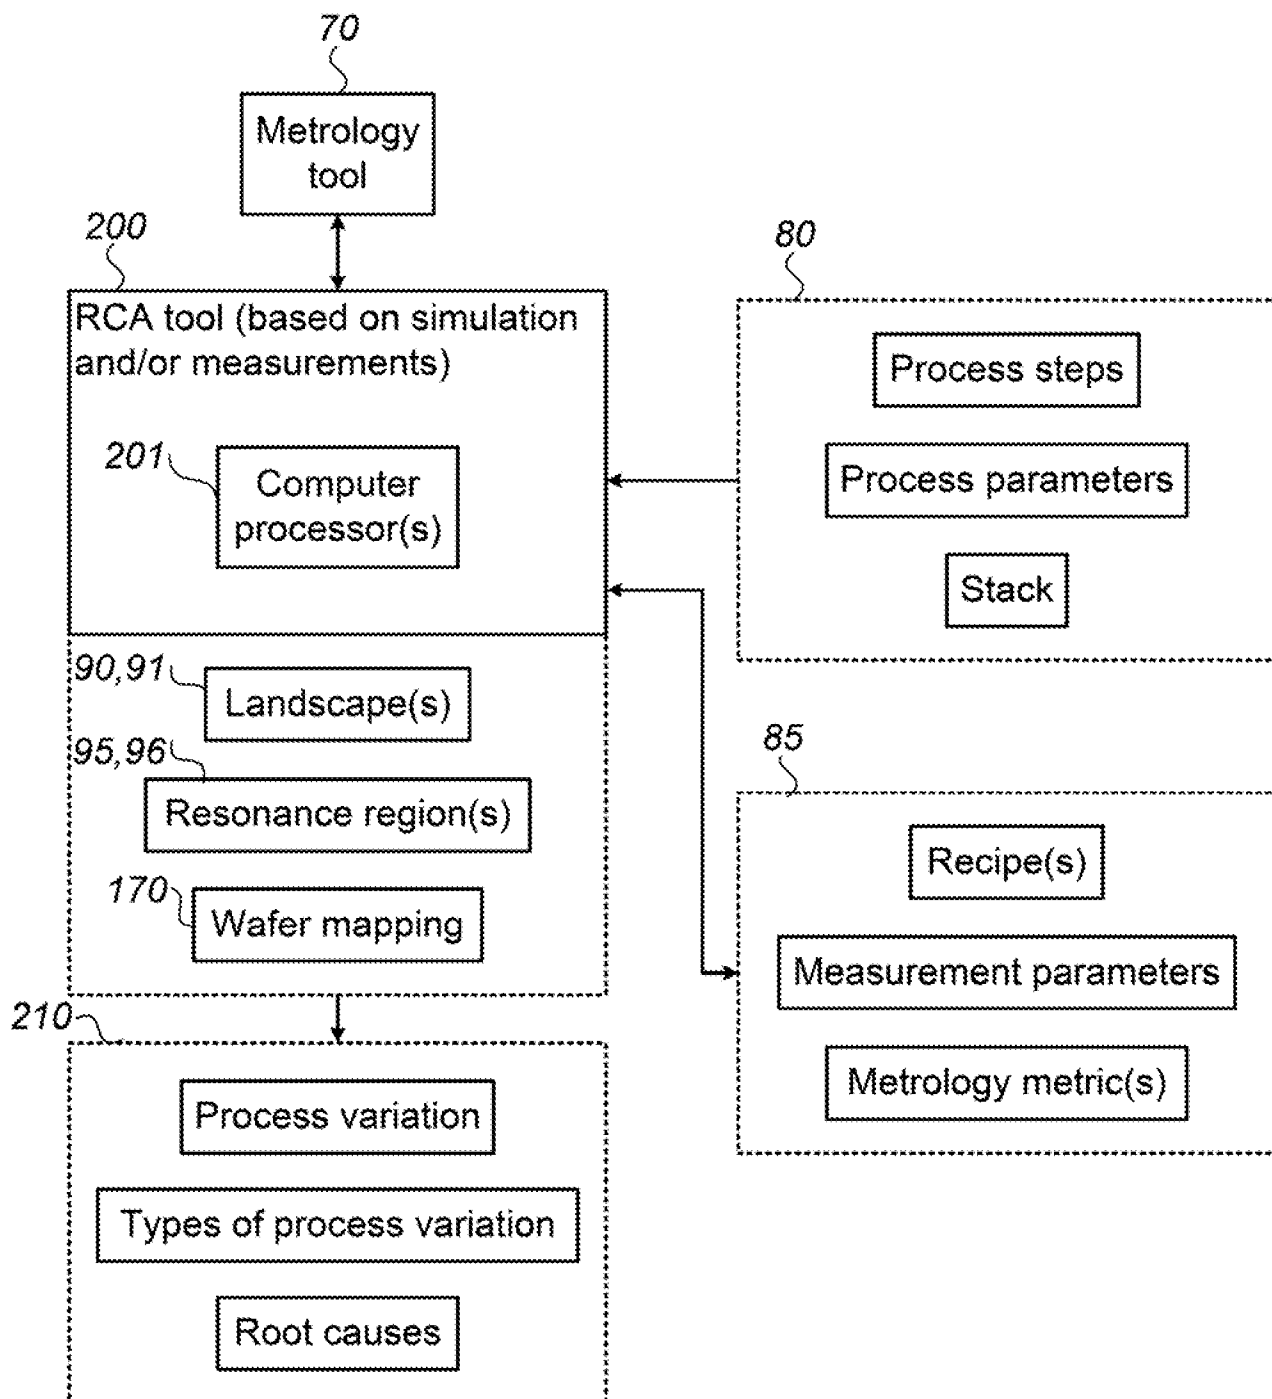 70
Metrology
tool
200
RCA tool (based on simulation
and/or measurements)
201
Computer
processor(s)
90,91
Landscape(s)
95,96
Resonance region(s)
170
Wafer mapping
210
Process variation
Types of process variation
Root causes
80
Process steps
Process parameters
Stack
85
Recipe(s)
Measurement parameters
Metrology metric(s)